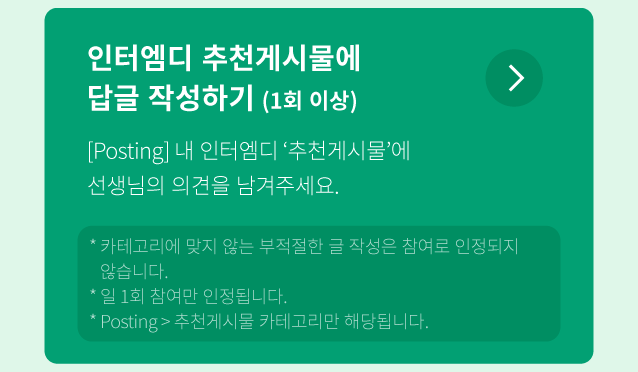 인터엠디 추천게시물에
답글 작성하기 (1회 이상)
[Posting] 내 인터엠디 ‘추천게시물’에
선생님의 의견을 남겨주세요.
* 카테고리에 맞지 않는 부적절한 글 작성은 참여로 인정되지
않습니다.
* 일 1회 참여만 인정됩니다.
* Posting > 추천게시물 카테고리만 해당됩니다.